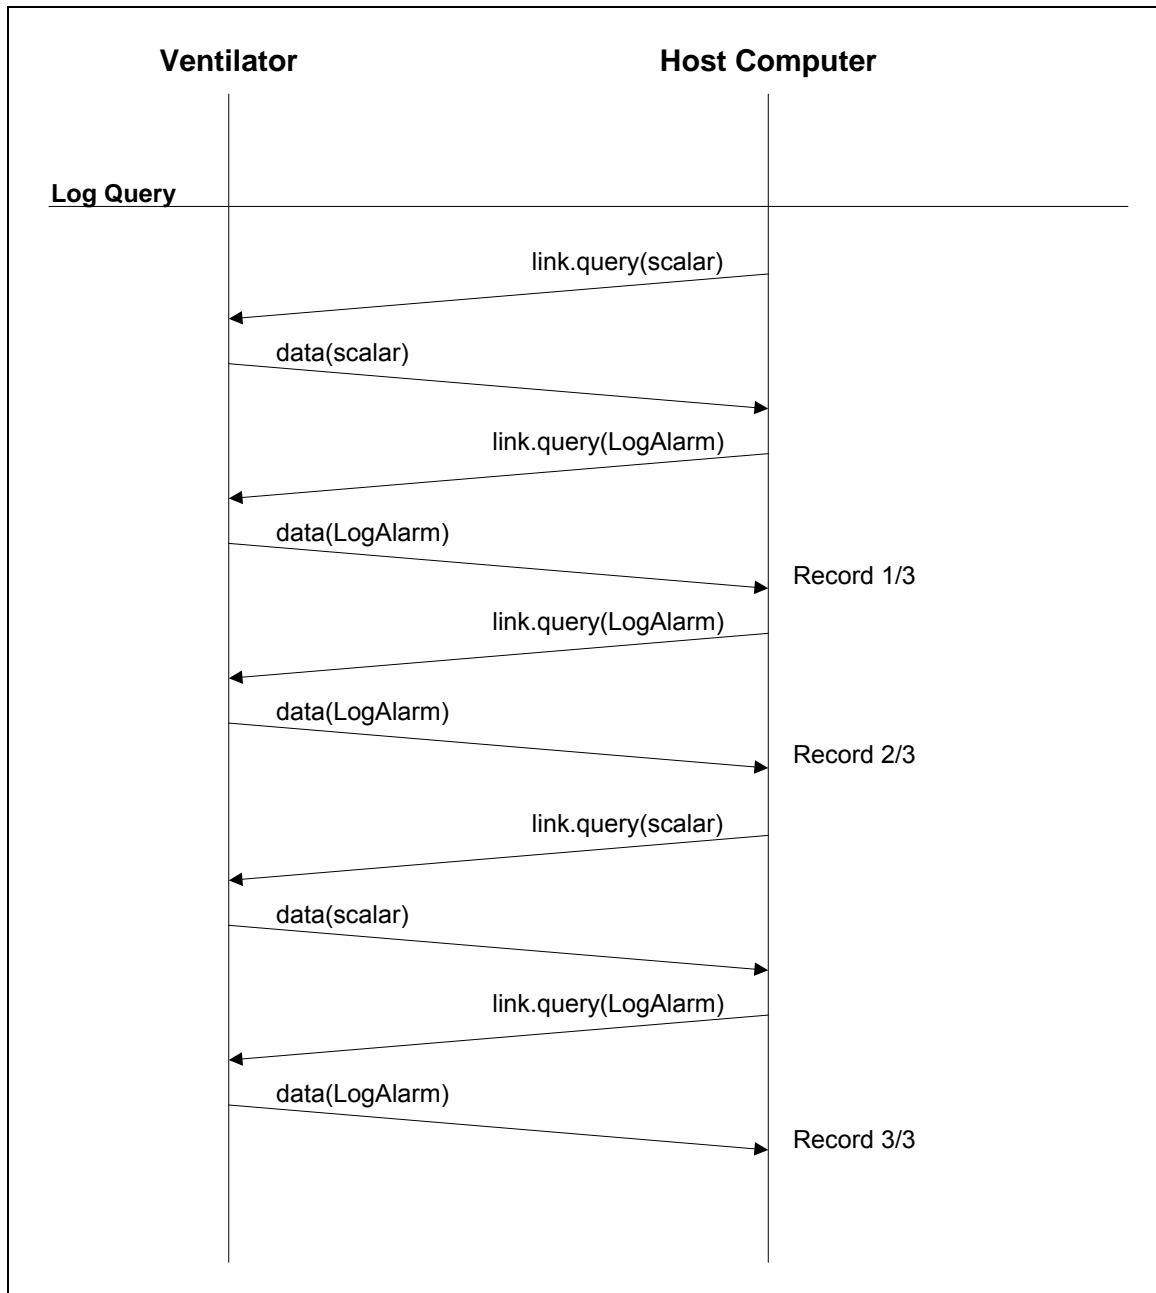 Ventilator
Host Computer
Log Query
link.query(scalar)
data(scalar)
link.query(LogAlarm)
data(LogAlarm)
Record 1/3
link.query(LogAlarm)
data(LogAlarm)
Record 2/3
link.query(scalar)
data(scalar)
link.query(LogAlarm)
data(LogAlarm)
Record 3/3